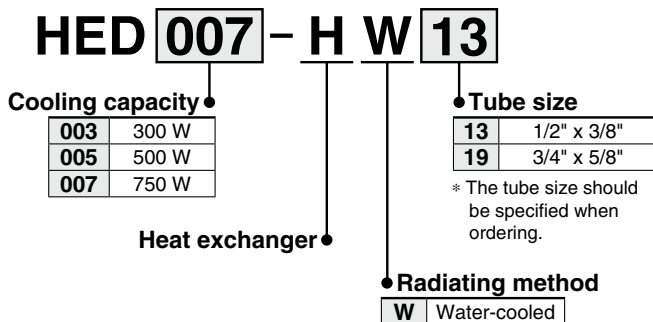 HED 007 – H W 13
Cooling capacity
003 300 W
005 500 W
007 750 W
Tube size
13 1/2" x 3/8"
19 3/4" x 5/8"
* The tube size should
be specified when
ordering.
Heat exchanger
Radiating method
W Water-cooled